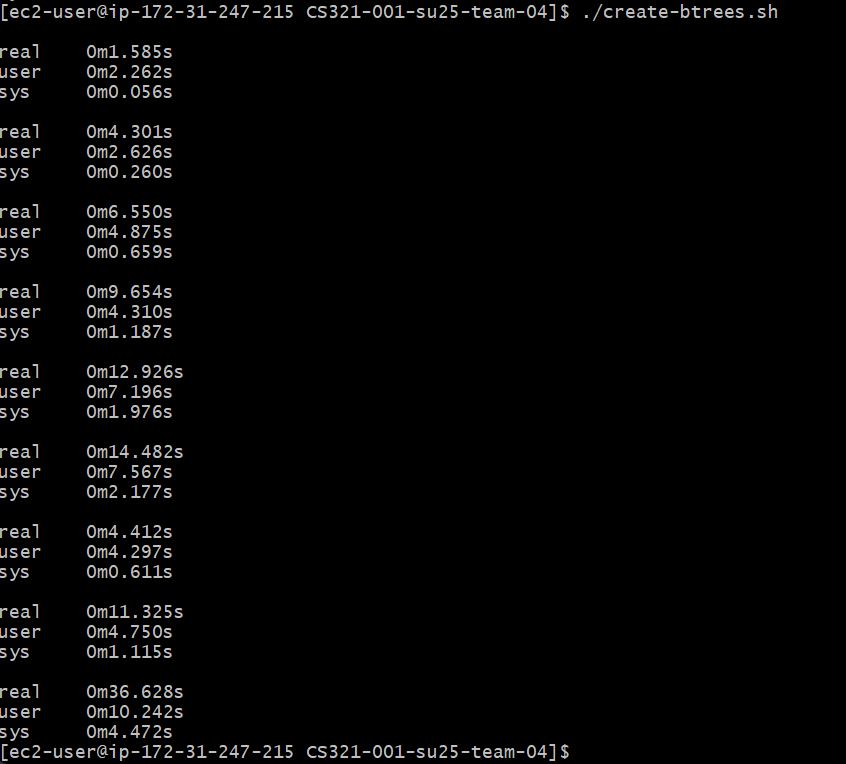 [ec2-user@ip-172-31-247-215 CS321-001-su25-team-04]$ ./create-btrees.sh
real    0m1.585s
user    0m2.262s
sys     0m0.056s
real    0m4.301s
user    0m2.626s
sys     0m0.260s
real    0m6.550s
user    0m4.875s
sys     0m0.659s
real    0m9.654s
user    0m4.310s
sys     0m1.187s
real    0m12.926s
user    0m7.196s
sys     0m1.976s
real    0m14.482s
user    0m7.567s
sys     0m2.177s
real    0m4.412s
user    0m4.297s
sys     0m0.611s
real    0m11.325s
user    0m4.750s
sys     0m1.115s
real    0m36.628s
user    0m10.242s
sys     0m4.472s
[ec2-user@ip-172-31-247-215 CS321-001-su25-team-04]$